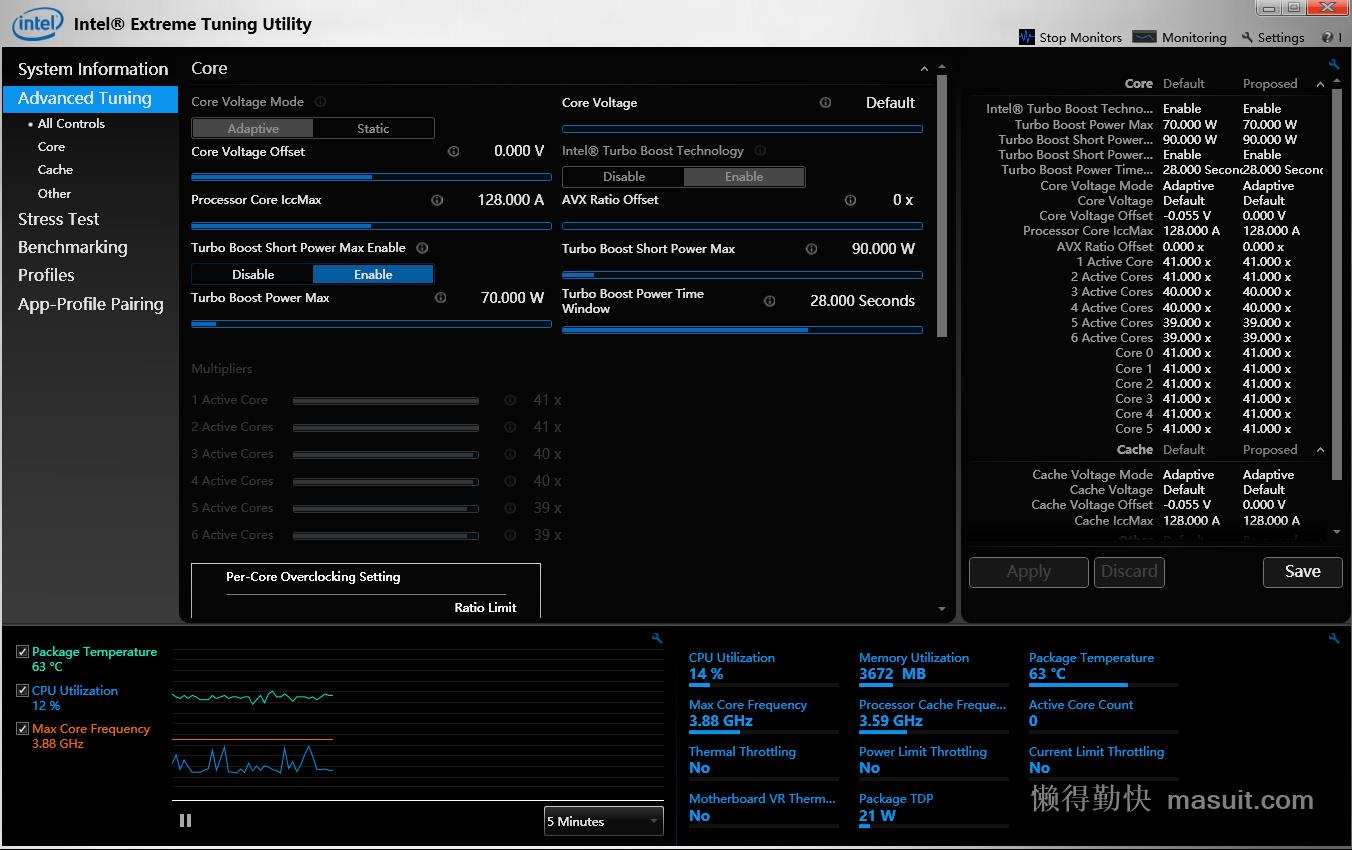 intel Intel® Extreme Tuning Utility
Stop Monitors Monitoring Settings
System Information
Advanced Tuning
• All Controls
Core
Cache
Other
Stress Test
Benchmarking
Profiles
App-Profile Pairing
Core
Core Voltage Mode
Adaptive Static
Core Voltage Default
Core Voltage Offset 0.000 V
Intel® Turbo Boost Technology
Disable Enable
Processor Core IccMax 128.000 A
AVX Ratio Offset 0 x
Turbo Boost Short Power Max Enable
Disable Enable
Turbo Boost Short Power Max 90.000 W
Turbo Boost Power Max 70.000 W
Turbo Boost Power Time
Window 28.000 Seconds
Multipliers
1 Active Core 41 x
2 Active Cores 41 x
3 Active Cores 40 x
4 Active Cores 40 x
5 Active Cores 39 x
6 Active Cores 39 x
Per-Core Overclocking Setting
Ratio Limit
Core Default Proposed
Intel® Turbo Boost Techno... Enable Enable
Turbo Boost Power Max 70.000 W 70.000 W
Turbo Boost Short Power... 90.000 W 90.000 W
Turbo Boost Short Power... Enable Enable
Turbo Boost Power Time... 28.000 Secon 28.000 Secon
Core Voltage Mode Adaptive Adaptive
Core Voltage Default Default
Core Voltage Offset -0.055 V 0.000 V
Processor Core IccMax 128.000 A 128.000 A
AVX Ratio Offset 0.000 x 0.000 x
1 Active Core 41.000 x 41.000 x
2 Active Cores 41.000 x 41.000 x
3 Active Cores 40.000 x 40.000 x
4 Active Cores 40.000 x 40.000 x
5 Active Cores 39.000 x 39.000 x
6 Active Cores 39.000 x 39.000 x
Core 0 41.000 x 41.000 x
Core 1 41.000 x 41.000 x
Core 2 41.000 x 41.000 x
Core 3 41.000 x 41.000 x
Core 4 41.000 x 41.000 x
Core 5 41.000 x 41.000 x
Cache Default Proposed
Cache Voltage Mode Adaptive Adaptive
Cache Voltage Default Default
Cache Voltage Offset -0.055 V 0.000 V
Cache IccMax 128.000 A 128.000 A
Apply Discard Save
Package Temperature
63 °C
CPU Utilization
12 %
Max Core Frequency
3.88 GHz
5 Minutes
CPU Utilization
14 %
Memory Utilization
3672 MB
Package Temperature
63 °C
Max Core Frequency
3.88 GHz
Processor Cache Freque...
3.59 GHz
Active Core Count
0
Thermal Throttling
No
Power Limit Throttling
No
Current Limit Throttling
No
Motherboard VR Therm...
No
Package TDP
21 W
懒得勤快 masuit.com